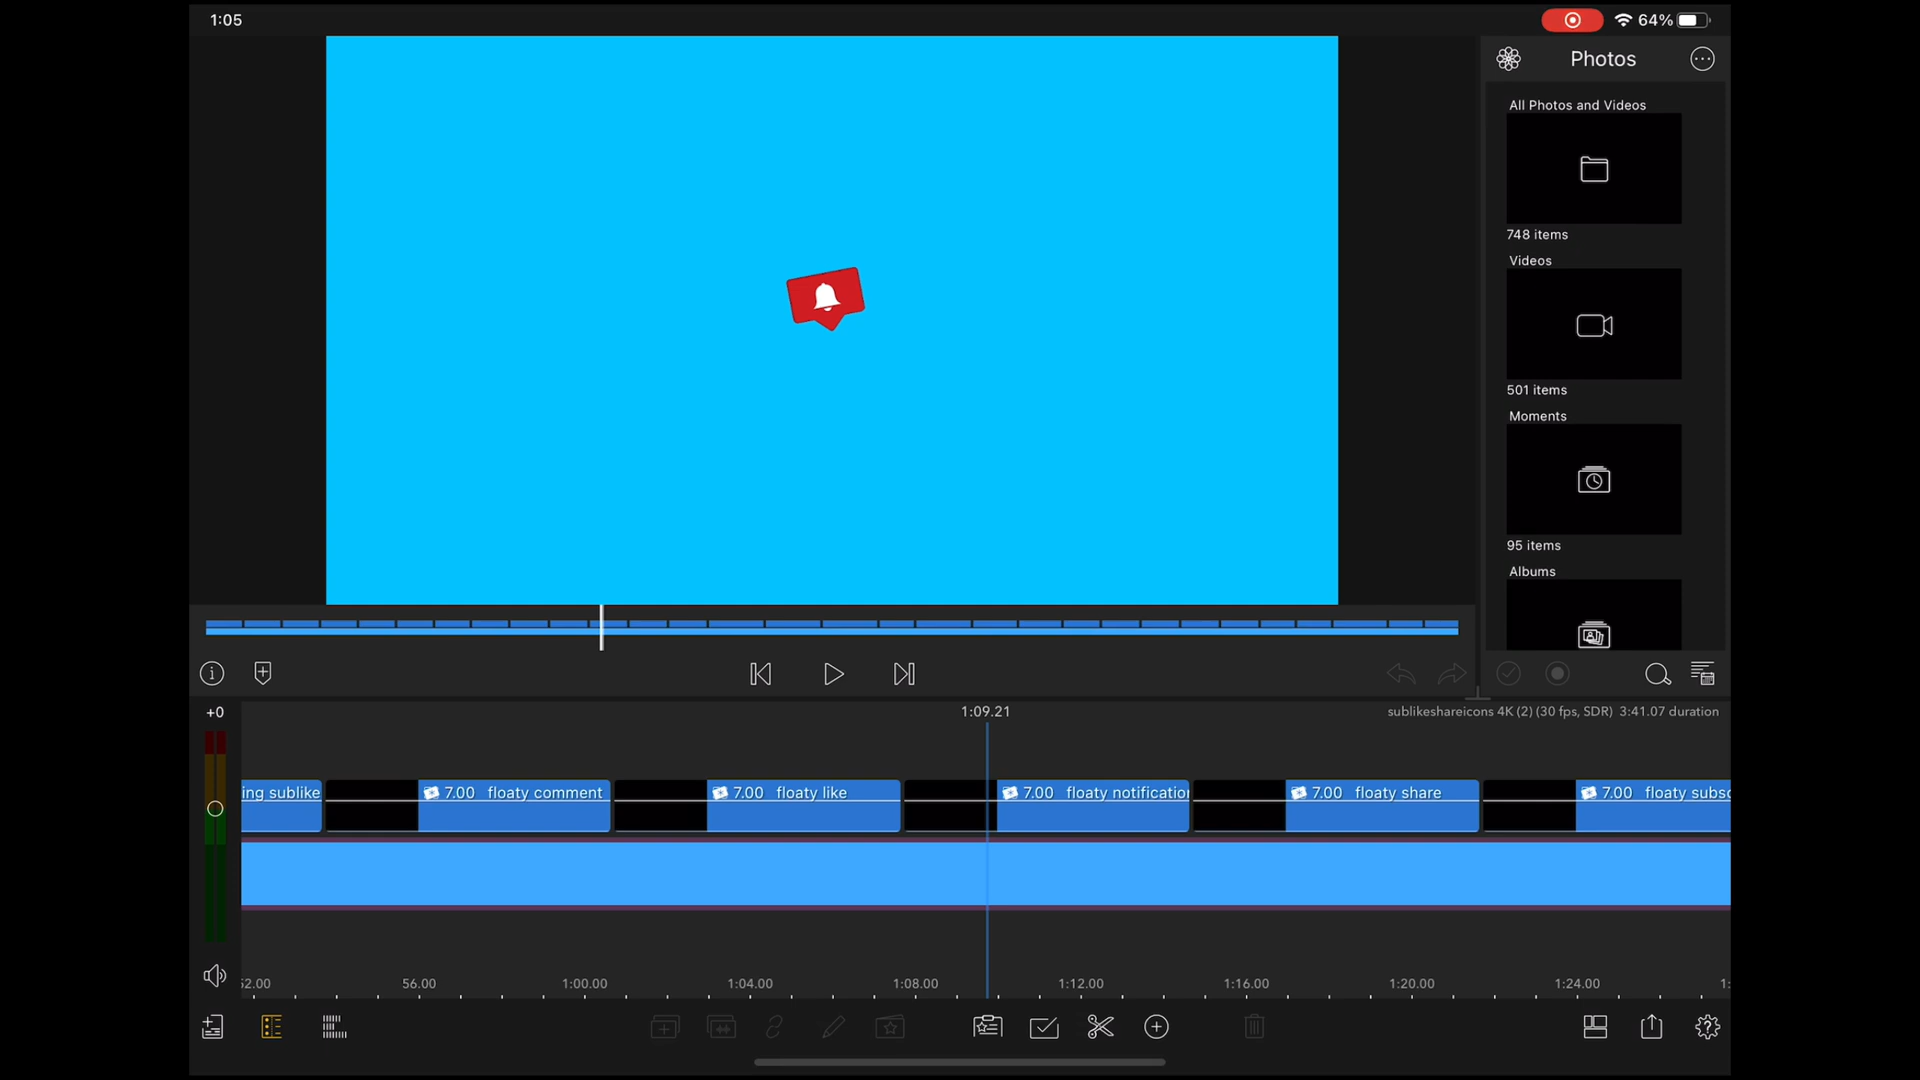 1:05
64%
Photos
All Photos and Videos
748 items
Videos
501 items
Moments
95 items
Albums
+0
1:09.21
sublikeshareicons 4K (2) (30 fps, SDR) 3:41.07 duration
ing sublike
7.00 floaty comment
7.00 floaty like
7.00 floaty notification
7.00 floaty share
7.00 floaty subsc
52.00
56.00
1:00.00
1:04.00
1:08.00
1:12.00
1:16.00
1:20.00
1:24.00
1: